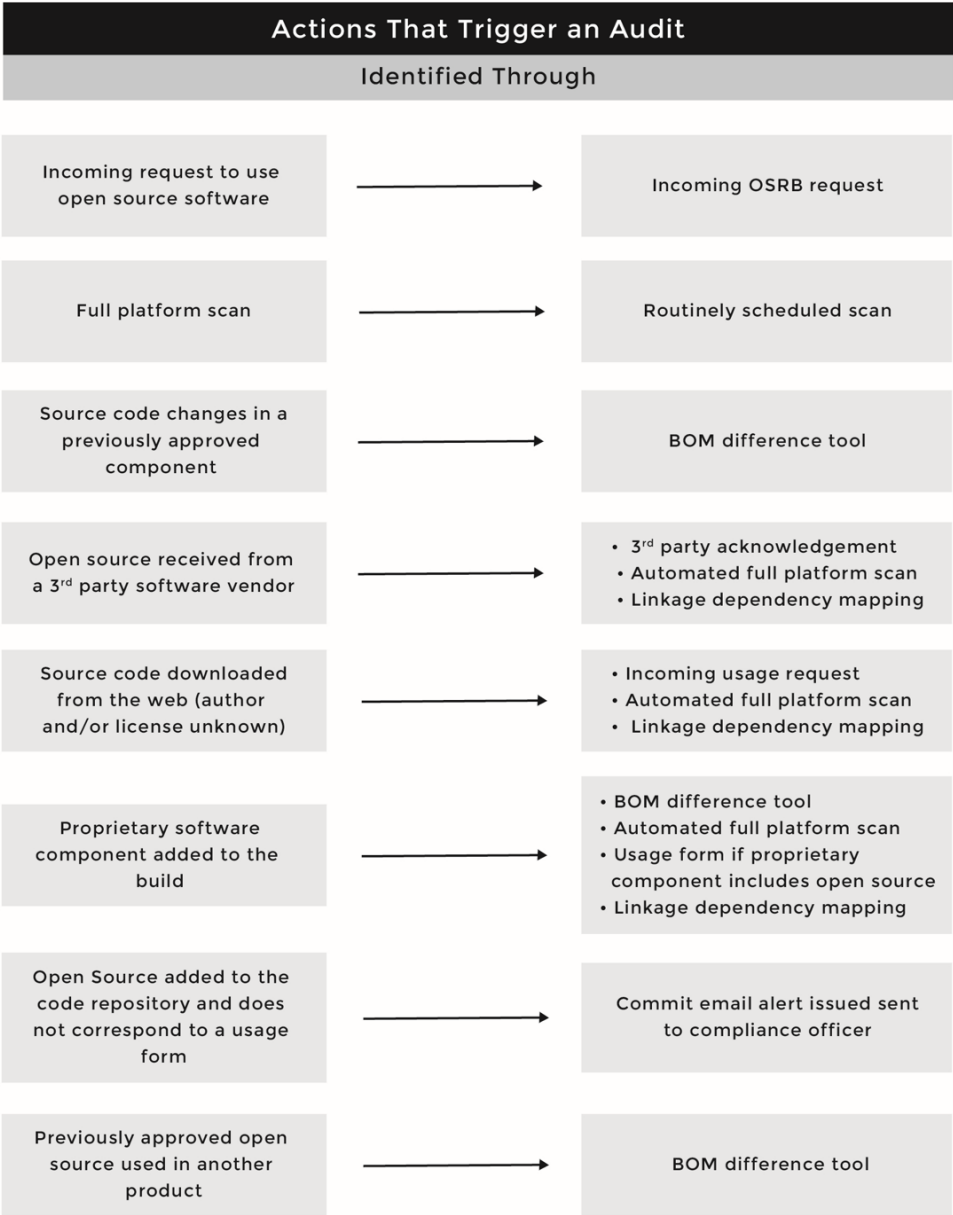 Actions That Trigger an Audit
Identified Through
Incoming request to use
open source software
Incoming OSRB request
Full platform scan
Routinely scheduled scan
Source code changes in a
previously approved
component
BOM difference tool
Open source received from
a 3rd party software vendor
• 3rd party acknowledgement
• Automated full platform scan
• Linkage dependency mapping
Source code downloaded
from the web (author
and/or license unknown)
• Incoming usage request
• Automated full platform scan
• Linkage dependency mapping
Proprietary software
component added to the
build
• BOM difference tool
• Automated full platform scan
• Usage form if proprietary
component includes open source
• Linkage dependency mapping
Open Source added to the
code repository and does
not correspond to a usage
form
Commit email alert issued sent
to compliance officer
Previously approved open
source used in another
product
BOM difference tool